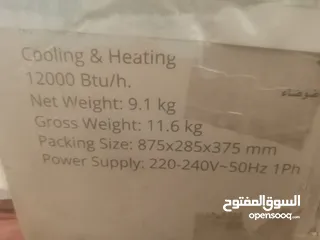 Cooling & Heating
12000 Btu/h.
Net Weight: 9.1 kg
Gross Weight: 11.6 kg
Packing Size: 875x285x375 mm
Power Supply: 220-240V~50Hz 1Ph
ضوضاء
السوق المفتوح
opensooq.com